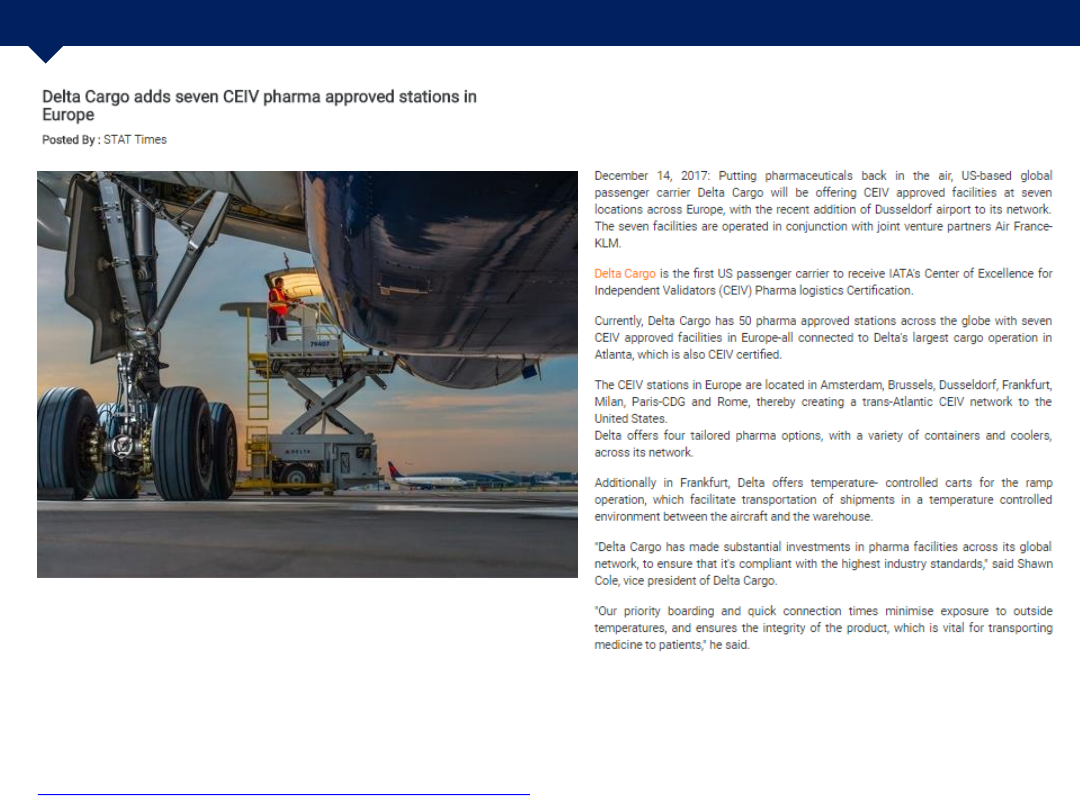 Delta Cargo adds seven CEIV pharma approved stations in
Europe
Posted By : STAT Times
79407
DELTA
December 14, 2017: Putting pharmaceuticals back in the air, US-based global
passenger carrier Delta Cargo will be offering CEIV approved facilities at seven
locations across Europe, with the recent addition of Dusseldorf airport to its network.
The seven facilities are operated in conjunction with joint venture partners Air France-
KLM.
Delta Cargo is the first US passenger carrier to receive IATA's Center of Excellence for
Independent Validators (CEIV) Pharma logistics Certification.
Currently, Delta Cargo has 50 pharma approved stations across the globe with seven
CEIV approved facilities in Europe-all connected to Delta's largest cargo operation in
Atlanta, which is also CEIV certified.
The CEIV stations in Europe are located in Amsterdam, Brussels, Dusseldorf, Frankfurt,
Milan, Paris-CDG and Rome, thereby creating a trans-Atlantic CEIV network to the
United States.
Delta offers four tailored pharma options, with a variety of containers and coolers,
across its network.
Additionally in Frankfurt, Delta offers temperature- controlled carts for the ramp
operation, which facilitate transportation of shipments in a temperature controlled
environment between the aircraft and the warehouse.
"Delta Cargo has made substantial investments in pharma facilities across its global
network, to ensure that it's compliant with the highest industry standards," said Shawn
Cole, vice president of Delta Cargo.
"Our priority boarding and quick connection times minimise exposure to outside
temperatures, and ensures the integrity of the product, which is vital for transporting
medicine to patients," he said.